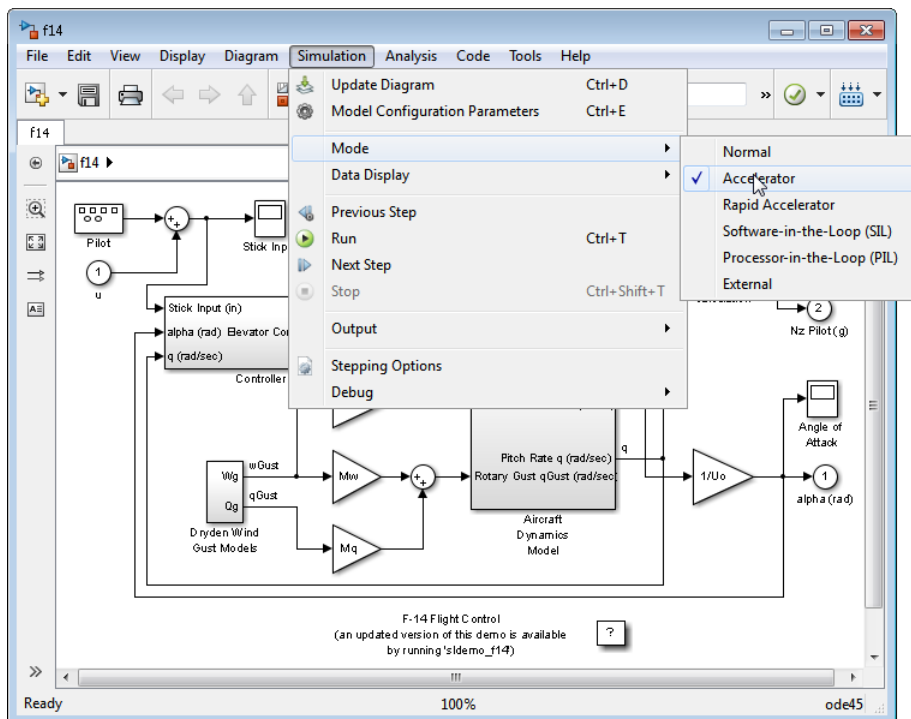 f14
File Edit View Display Diagram Simulation Analysis Code Tools Help
»
f14
f14
Update Diagram Ctrl+D
Model Configuration Parameters Ctrl+E
Mode
Data Display
Previous Step
Run Ctrl+T
Next Step
Stop Ctrl+Shift+T
Output
Stepping Options
Debug
Normal
Accelerator
Rapid Accelerator
Software-in-the-Loop (SIL)
Processor-in-the-Loop (PIL)
External
Pilot
+
+
Stick Inp
1
u
Stick Input (in)
alpha (rad) Elevator Co
q (rad/sec)
Controller
2
Nz Pilot (g)
Angle of
Attack
Pitch Rate q (rad/sec)
q
Rotary Gust qGust (rad/sec
Aircraft
Dynamics
Model
Wg
wGust
Qg
qGust
Dryden Wind
Gust Models
Mw
Mq
+
+
1/Uo
1
alpha (rad)
F-14 Flight Control
(an updated version of this demo is available
by running 'sldemo_f14')
?
»
Ready 100% ode45